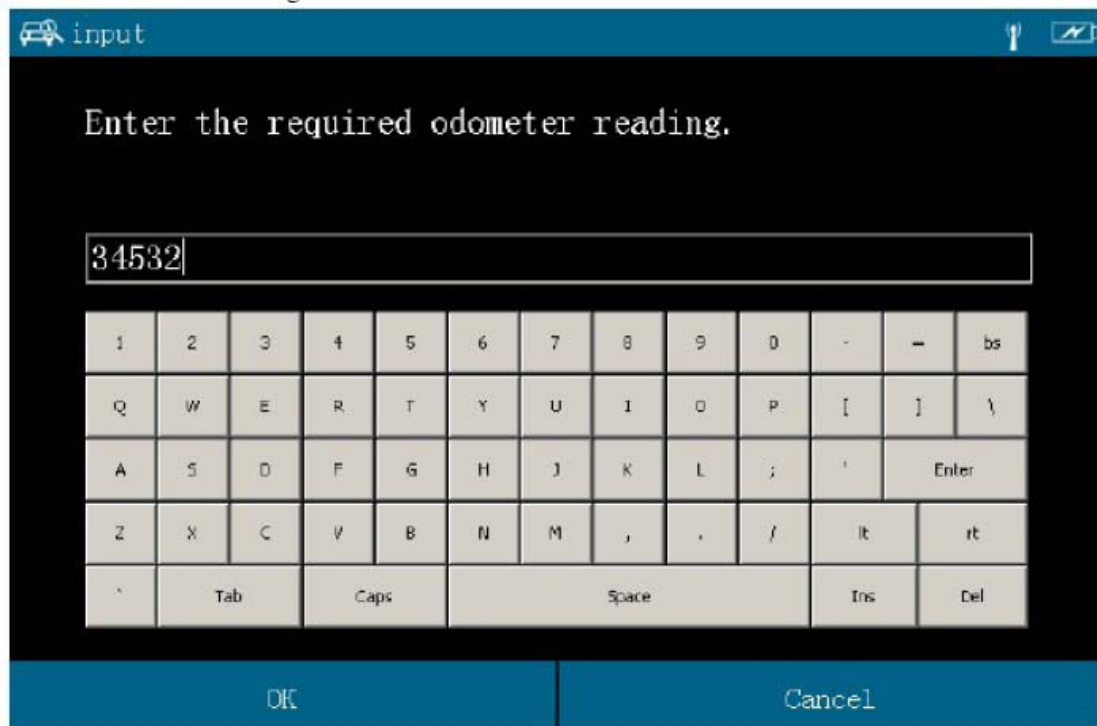 input
Enter the required odometer reading.
34532
1 2 3 4 5 6 7 8 9 0 - = bs
Q W E R T Y U I O P [ ] \
A S D F G H J K L ; ' Enter
Z X C V B N M , . / lt rt
` Tab Caps Space Ins Del
OK Cancel